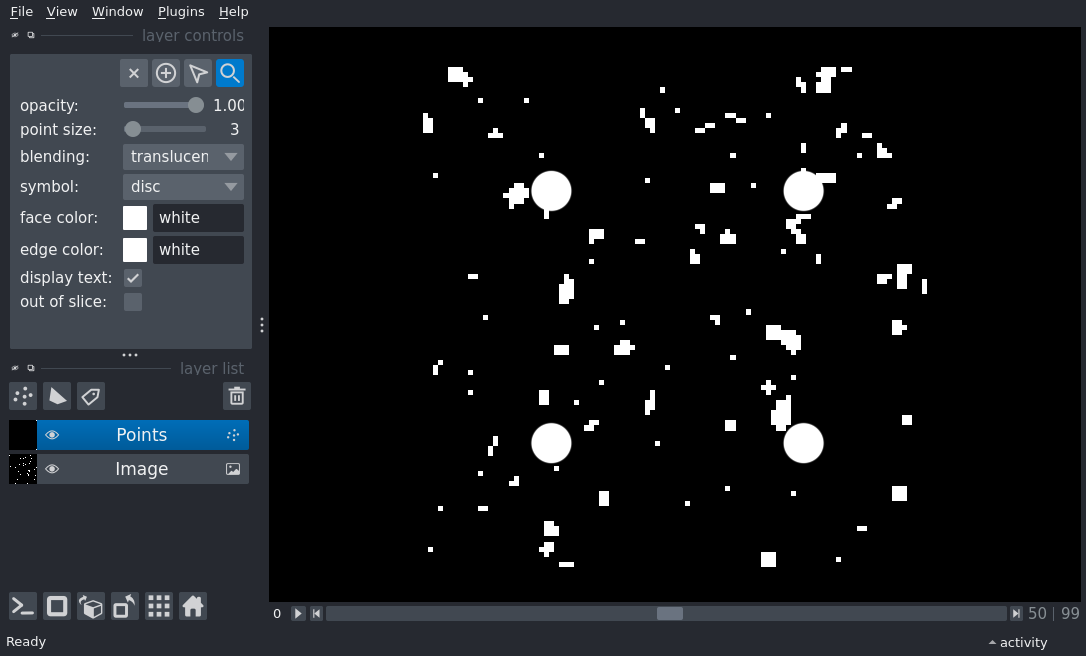 File View Window Plugins Help
layer controls
opacity: 1.00
point size: 3
blending: translucen
symbol: disc
face color: white
edge color: white
display text:
out of slice:
layer list
Points
Image
0 50 | 99
Ready activity